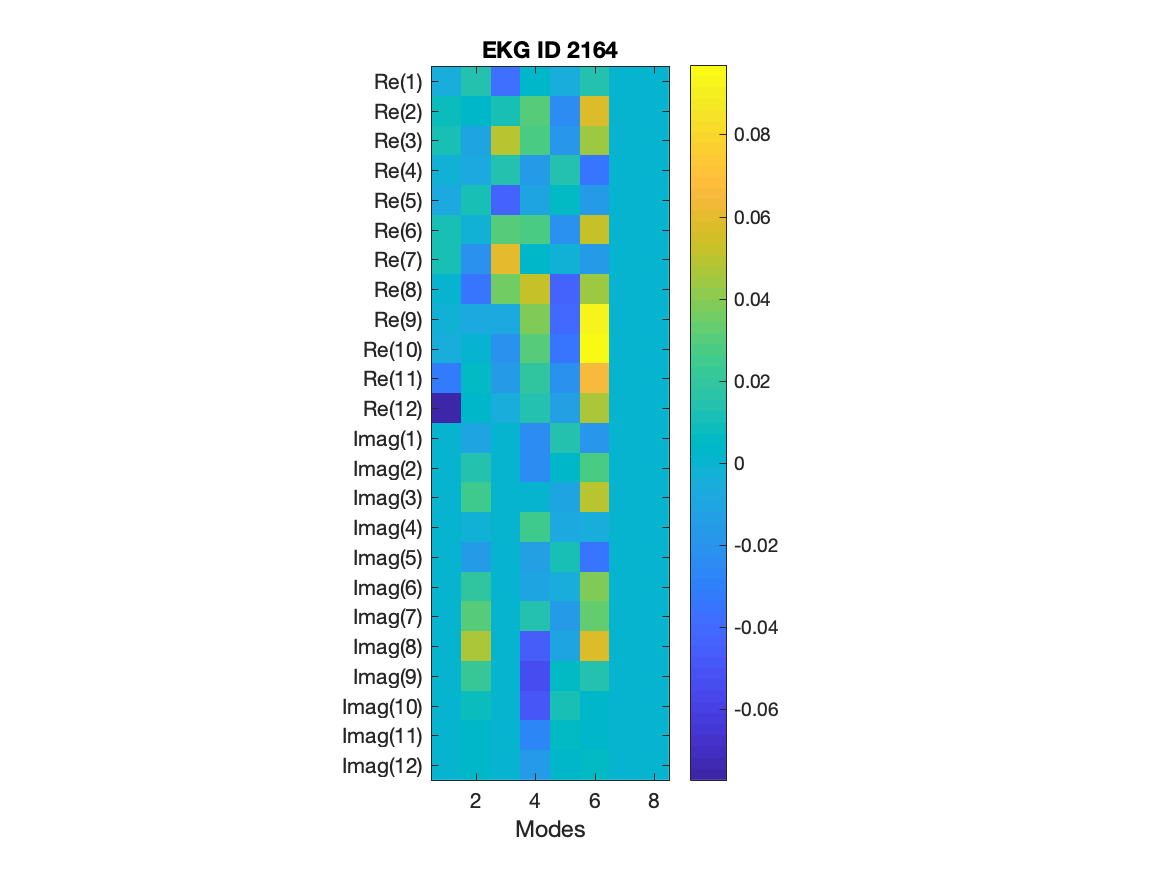 EKG ID 2164
Re(1)
Re(2)
Re(3)
Re(4)
Re(5)
Re(6)
Re(7)
Re(8)
Re(9)
Re(10)
Re(11)
Re(12)
Imag(1)
Imag(2)
Imag(3)
Imag(4)
Imag(5)
Imag(6)
Imag(7)
Imag(8)
Imag(9)
Imag(10)
Imag(11)
Imag(12)
2 4 6 8
Modes
0.08
0.06
0.04
0.02
0
-0.02
-0.04
-0.06